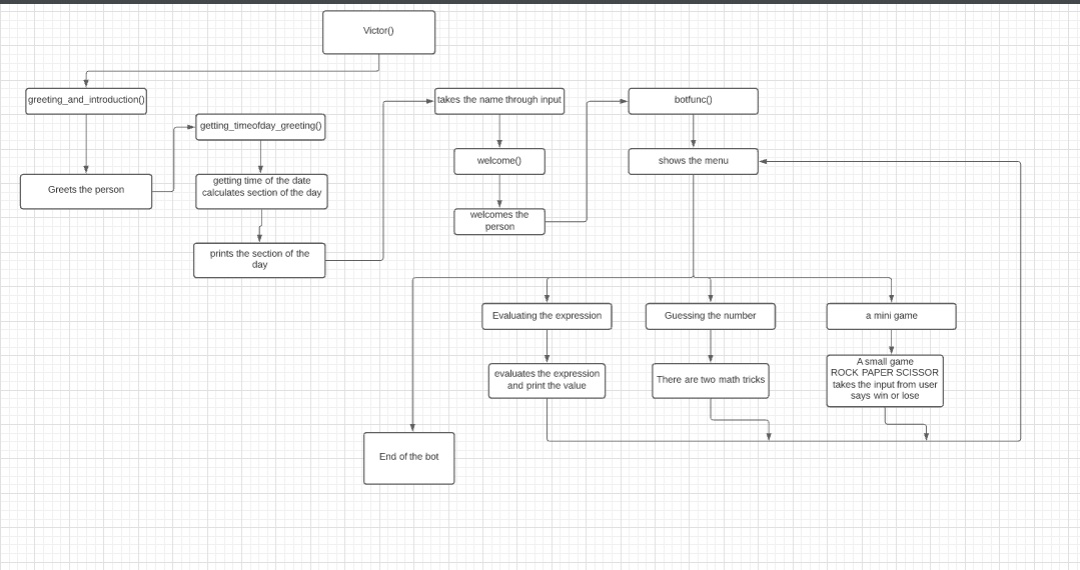 Victor()
greeting_and_introduction()
Greets the person
getting_timeofday_greeting()
getting time of the date
calculates section of the day
prints the section of the
day
takes the name through input
welcome()
welcomes the
person
botfunc()
shows the menu
Evaluating the expression
evaluates the expression
and print the value
Guessing the number
There are two math tricks
a mini game
A small game
ROCK PAPER SCISSOR
takes the input from user
says win or lose
End of the bot